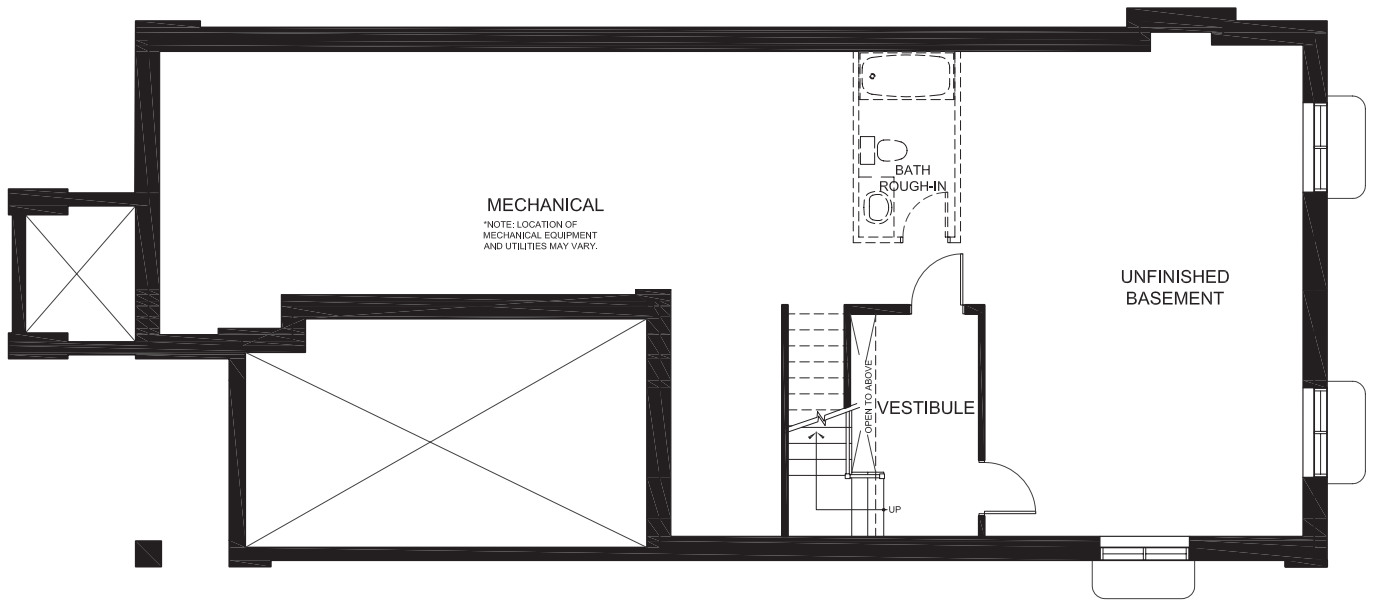 BATH
ROUGH-IN
MECHANICAL
*NOTE: LOCATION OF
MECHANICAL EQUIPMENT
AND UTILITIES MAY VARY.
UNFINISHED
BASEMENT
OPEN TO ABOVE
VESTIBULE
UP